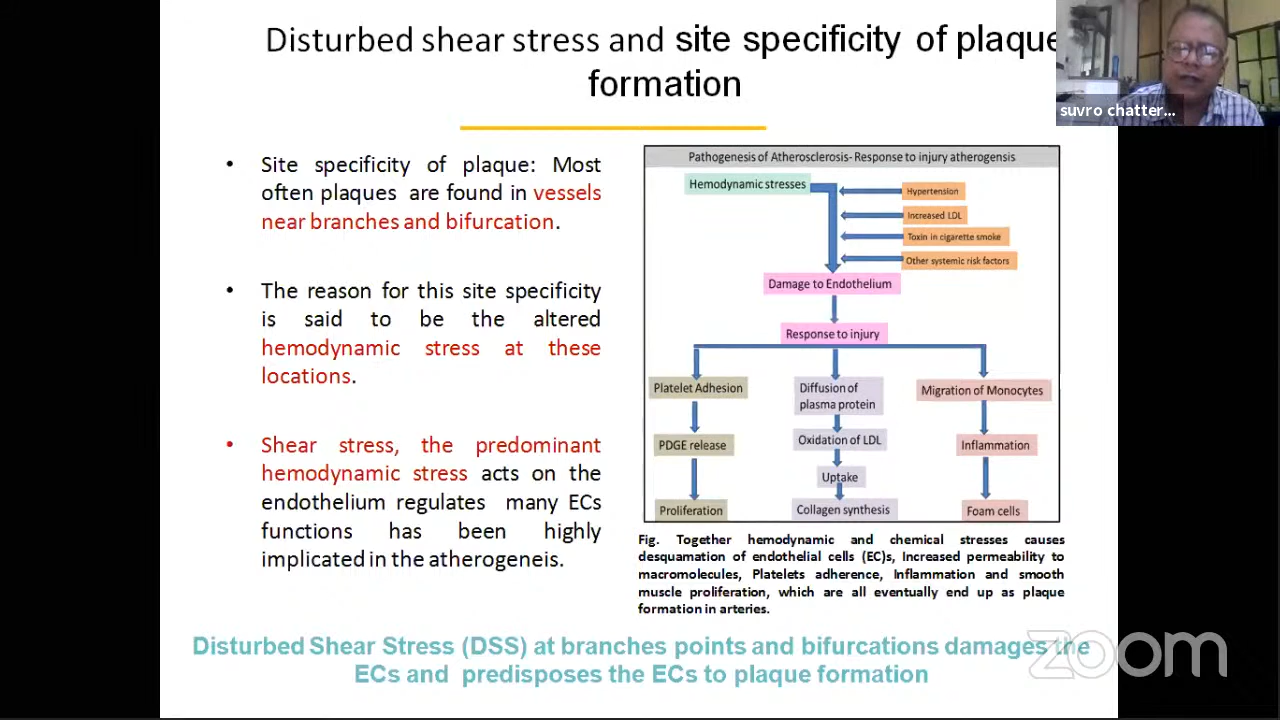 Disturbed shear stress and site specificity of plaque
formation
suvro chatter...
• Site specificity of plaque: Most
often plaques are found in vessels
near branches and bifurcation.
• The reason for this site specificity
is said to be the altered
hemodynamic stress at these
locations.
• Shear stress, the predominant
hemodynamic stress acts on the
endothelium regulates many ECs
functions has been highly
implicated in the atherogeneis.
Pathogenesis of Atherosclerosis- Response to injury atherogensis
Hemodynamic stresses
Hypertension
Increased LDL
Toxin in cigarette smoke
Other systemic risk factors
Damage to Endothelium
Response to injury
Platelet Adhesion
PDGE release
Proliferation
Diffusion of
plasma protein
Oxidation of LDL
Uptake
Collagen synthesis
Migration of Monocytes
Inflammation
Foam cells
Fig. Together hemodynamic and chemical stresses causes
desquamation of endothelial cells (EC)s, Increased permeability to
macromolecules, Platelets adherence, Inflammation and smooth
muscle proliferation, which are all eventually end up as plaque
formation in arteries.
Disturbed Shear Stress (DSS) at branches points and bifurcations damages the
ECs and predisposes the ECs to plaque formation
zoom